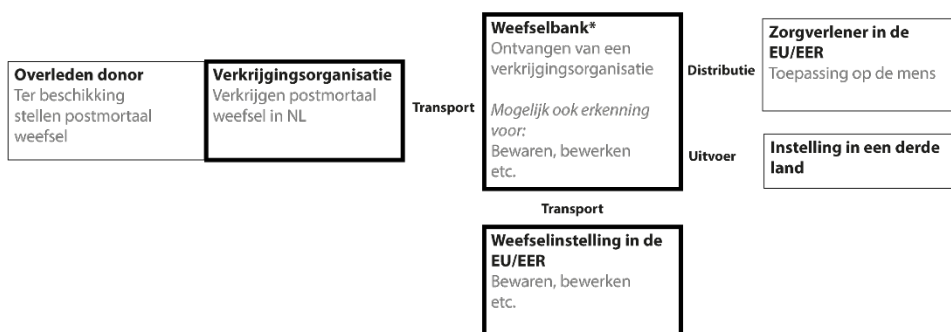 Overleden donor
Ter beschikking
stellen postmortaal
weefsel
Verkrijgingsorganisatie
Verkrijgen postmortaal
weefsel in NL
Transport
Weefselbank*
Ontvangen van een
verkrijgingsorganisatie
Mogelijk ook erkenning
voor:
Bewaren, bewerken
etc.
Distributie
Zorgverlener in de
EU/EER
Toepassing op de mens
Uitvoer
Instelling in een derde
land
Transport
Weefselinstelling in de
EU/EER
Bewaren, bewerken
etc.